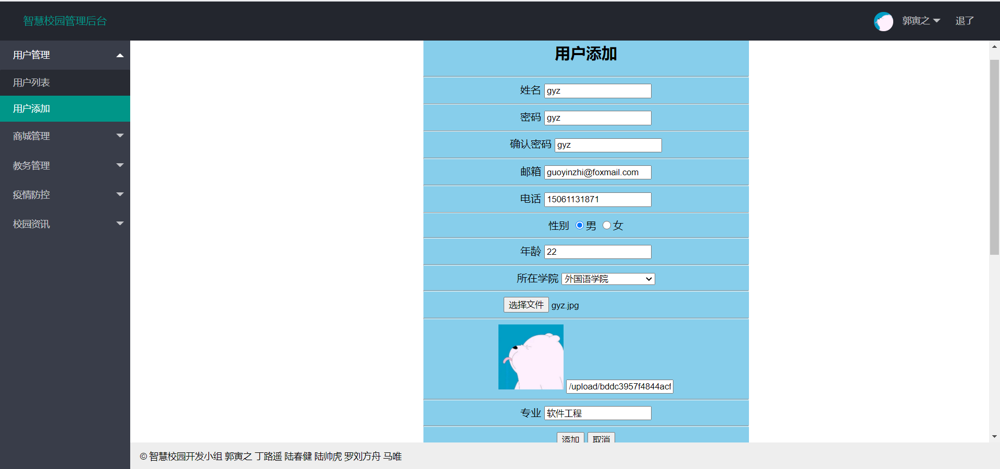 智慧校园管理后台
郭寅之
退了
用户管理
用户列表
用户添加
商城管理
教务管理
疫情防控
校园资讯
用户添加
姓名 gyz
密码 gyz
确认密码 gyz
邮箱 guoyinzhi@foxmail.com
电话 15061131871
性别 男 女
年龄 22
所在学院 外国语学院
选择文件 gyz.jpg
/upload/bddc3957f4844acf
专业 软件工程
添加 取消
© 智慧校园开发小组 郭寅之 丁路遥 陆春健 陆帅虎 罗刘方舟 马唯